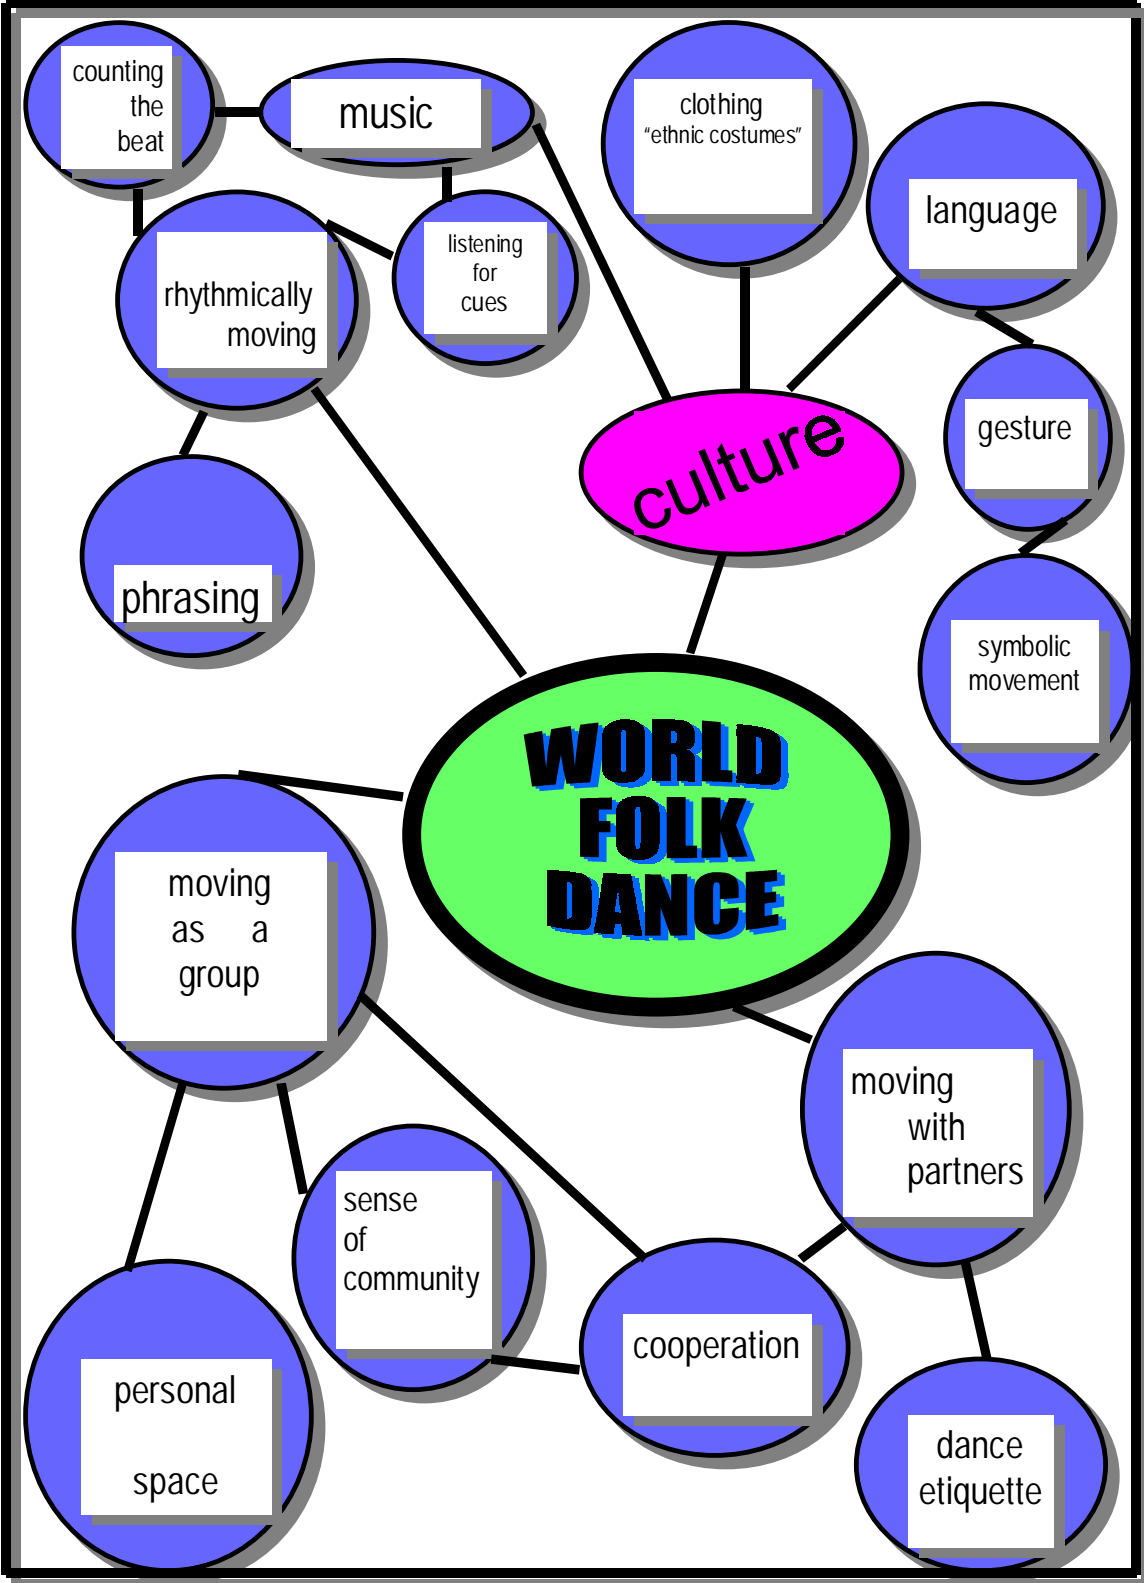 counting
the
beat
music
clothing
“ethnic costumes”
language
listening
for
cues
rhythmically
moving
gesture
culture
phrasing
symbolic
movement
WORLD
FOLK
DANCE
moving
as a
group
moving
with
partners
sense
of
community
cooperation
personal
space
dance
etiquette